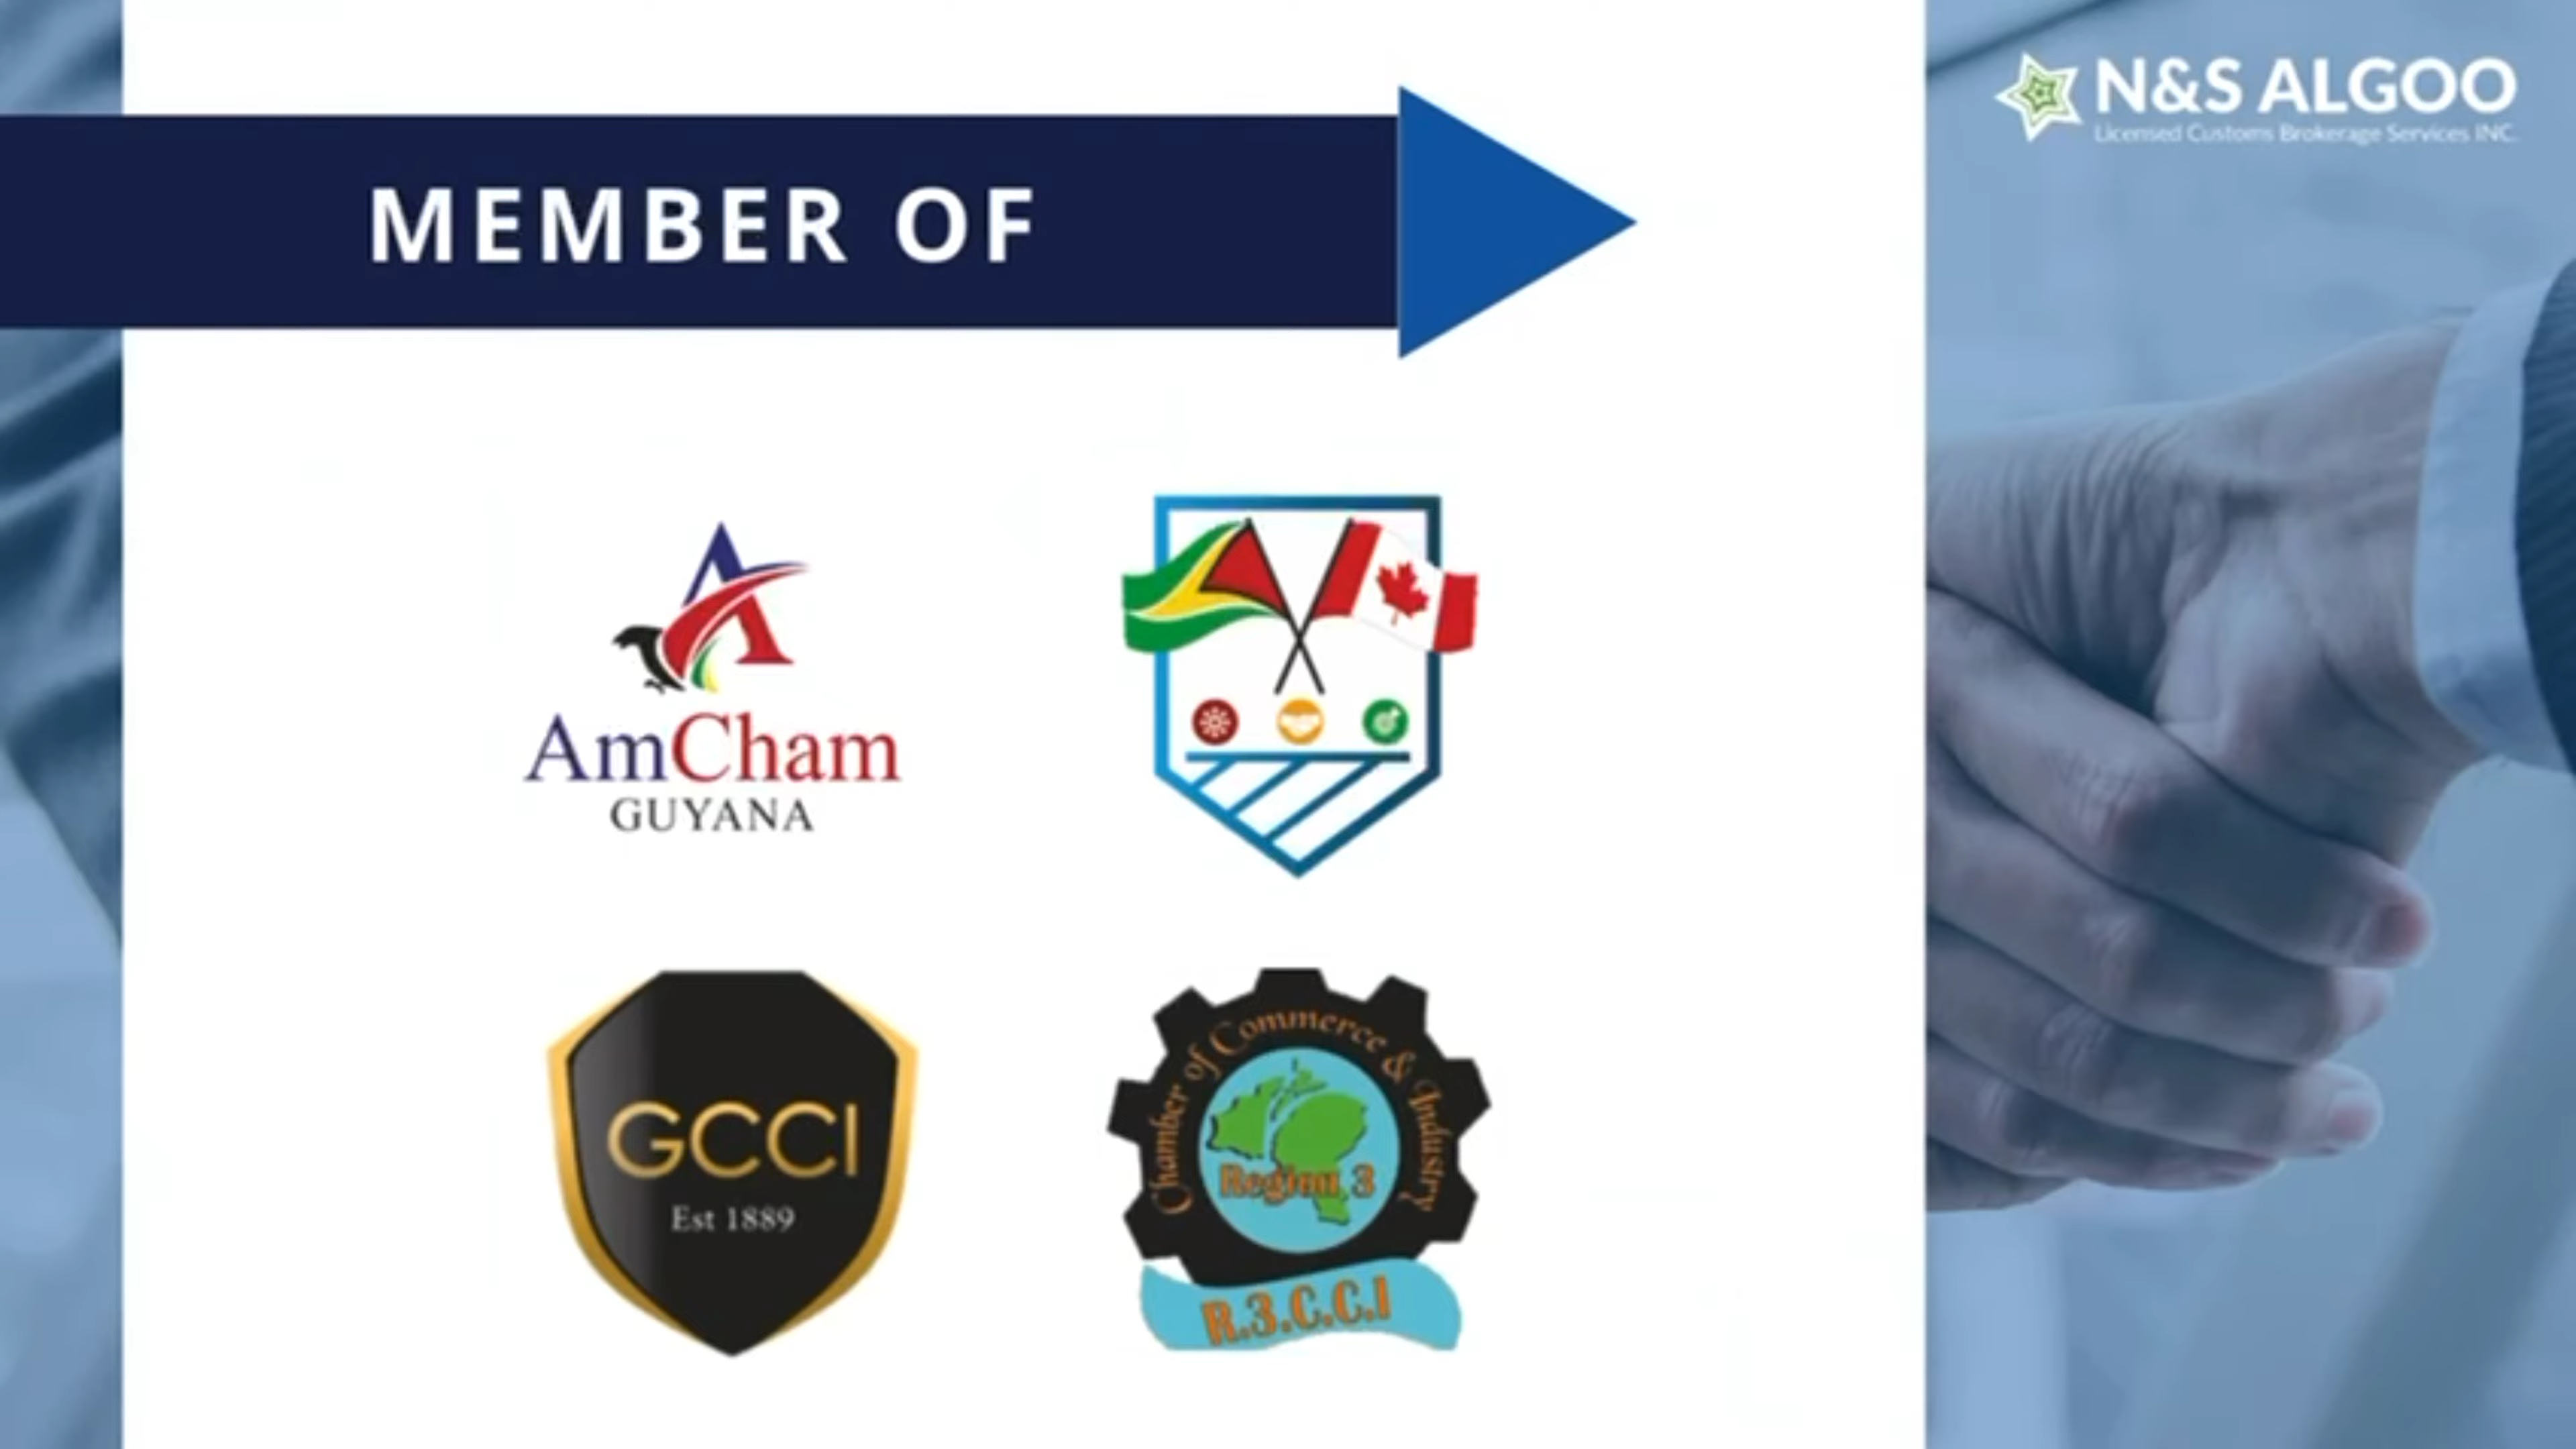 N&S ALGOO
Licensed Customs Brokerage Services INC.
MEMBER OF
AmCham
GUYANA
GCCI
Est 1889
Chamber of Commerce & Industry
Region 3
R.3.C.C.I